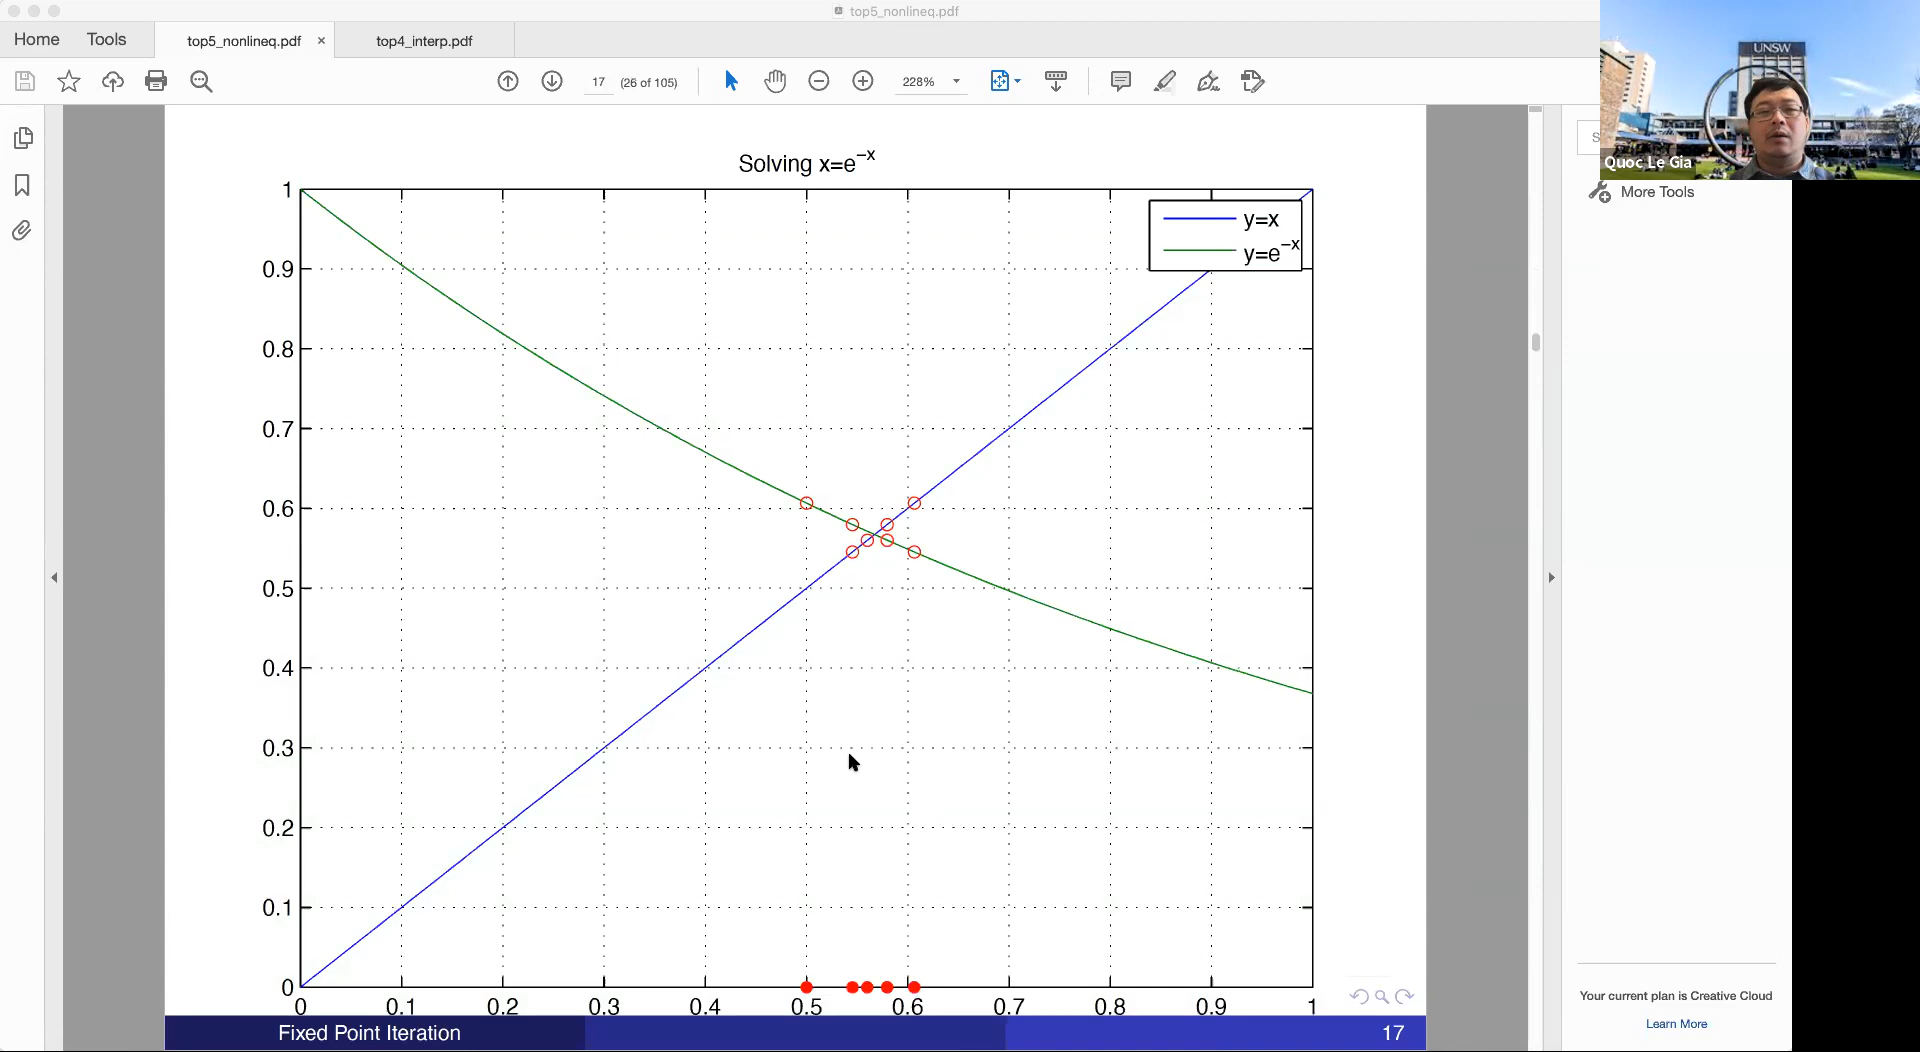 top5_nonlineq.pdf
Home Tools top5_nonlineq.pdf × top4_interp.pdf
17 (26 of 105) 228%
UNSW
Quoc Le Gia
S
More Tools
Solving x=e⁻ˣ
y=x
y=e⁻ˣ
1
0.9
0.8
0.7
0.6
0.5
0.4
0.3
0.2
0.1
0
0 0.1 0.2 0.3 0.4 0.5 0.6 0.7 0.8 0.9 1
Fixed Point Iteration 17
Your current plan is Creative Cloud
Learn More